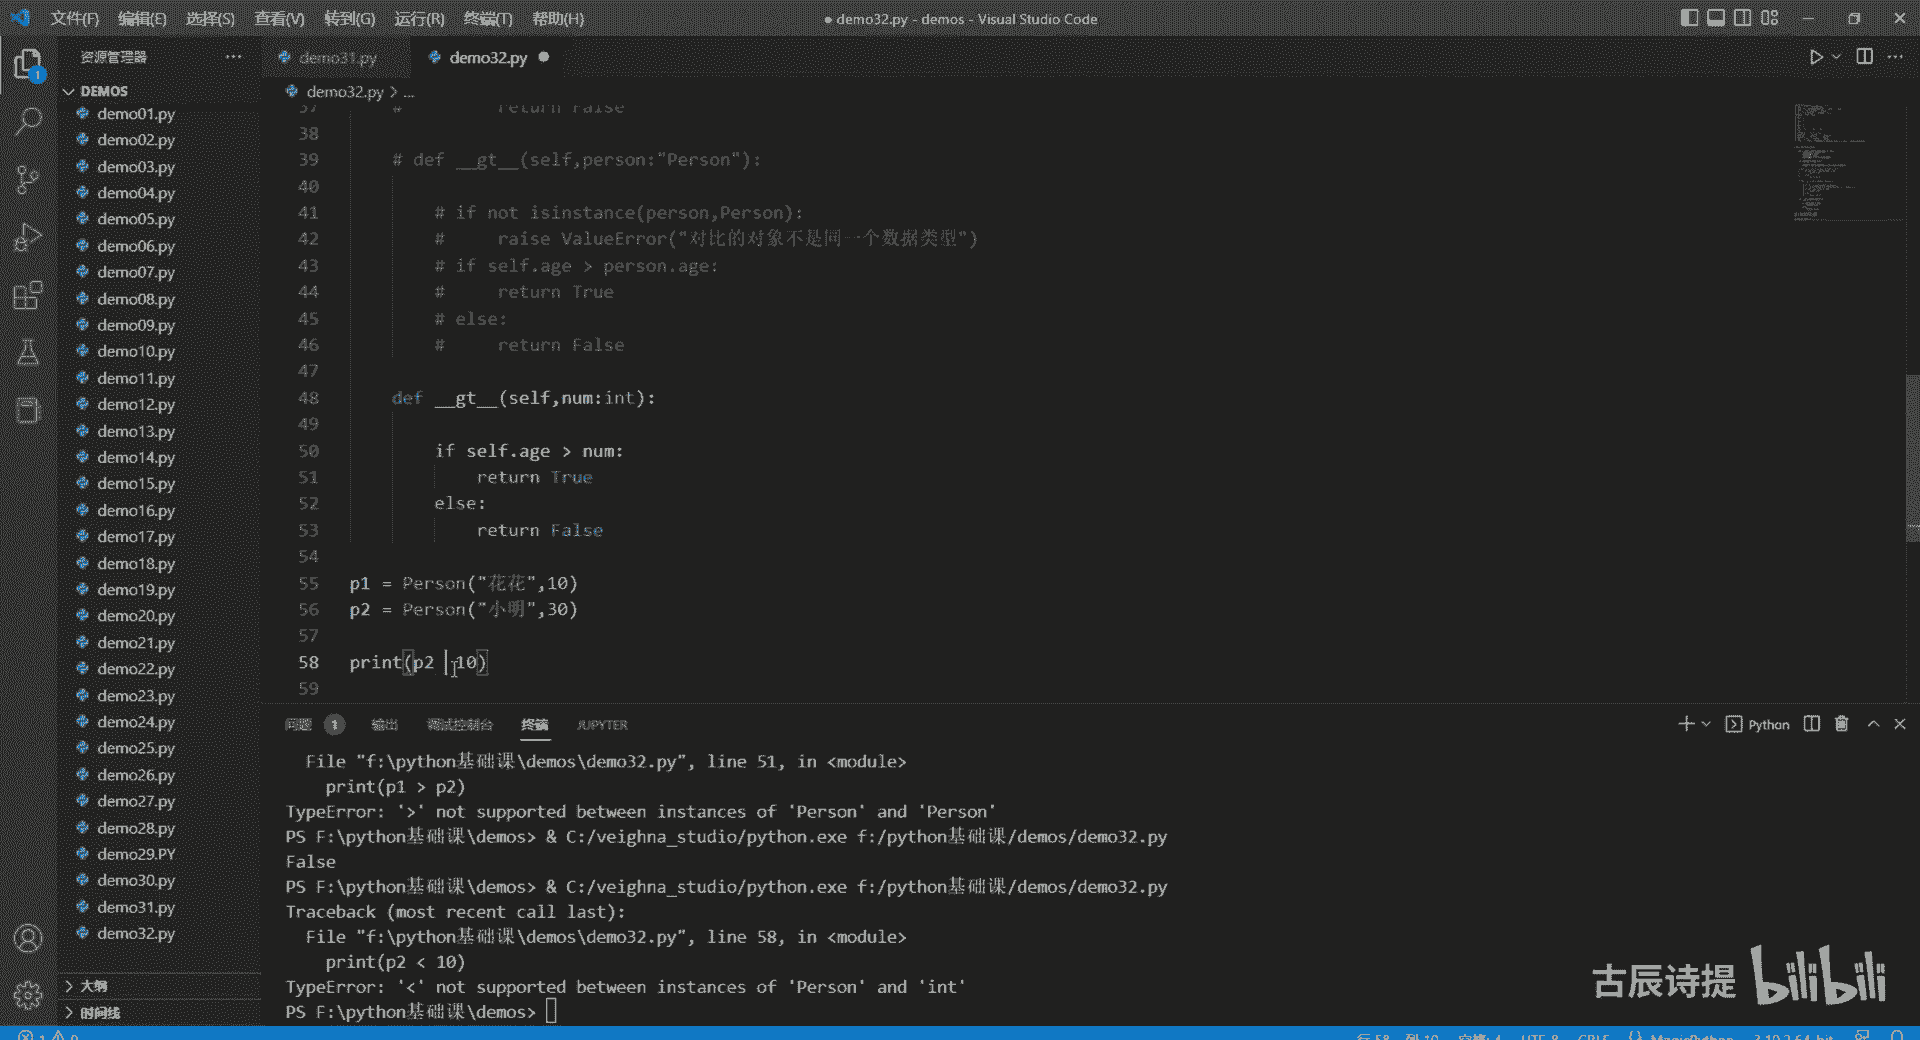 文件(F) 编辑(E) 选择(S) 查看(V) 转到(G) 运行(R) 终端(T) 帮助(H)
● demo32.py - demos - Visual Studio Code
资源管理器
demo31.py
demo32.py
DEMOS
demo32.py > ...
1
demo01.py
demo02.py
demo03.py
demo04.py
demo05.py
demo06.py
demo07.py
demo08.py
demo09.py
demo10.py
demo11.py
demo12.py
demo13.py
demo14.py
demo15.py
demo16.py
demo17.py
demo18.py
demo19.py
demo20.py
demo21.py
demo22.py
demo23.py
demo24.py
demo25.py
demo26.py
demo27.py
demo28.py
demo29.PY
demo30.py
demo31.py
demo32.py
大纲
时间线
37 # return False
38
39 # def __gt__(self,person:"Person"):
40
41 # if not isinstance(person,Person):
42 # raise ValueError("对比的对象不是同一个数据类型")
43 # if self.age > person.age:
44 # return True
45 # else:
46 # return False
47
48 def __gt__(self,num:int):
49
50 if self.age > num:
51 return True
52 else:
53 return False
54
55 p1 = Person("花花",10)
56 p2 = Person("小明",30)
57
58 print(p2 10)
59
问题 1 输出 调试控制台 终端 JUPYTER
Python
File "f:\python基础课\demos\demo32.py", line 51, in <module>
print(p1 > p2)
TypeError: '>' not supported between instances of 'Person' and 'Person'
PS F:\python基础课\demos> & C:/veighna_studio/python.exe f:/python基础课/demos/demo32.py
False
PS F:\python基础课\demos> & C:/veighna_studio/python.exe f:/python基础课/demos/demo32.py
Traceback (most recent call last):
File "f:\python基础课\demos\demo32.py", line 58, in <module>
print(p2 < 10)
TypeError: '<' not supported between instances of 'Person' and 'int'
PS F:\python基础课\demos>
古辰诗提 bilibili